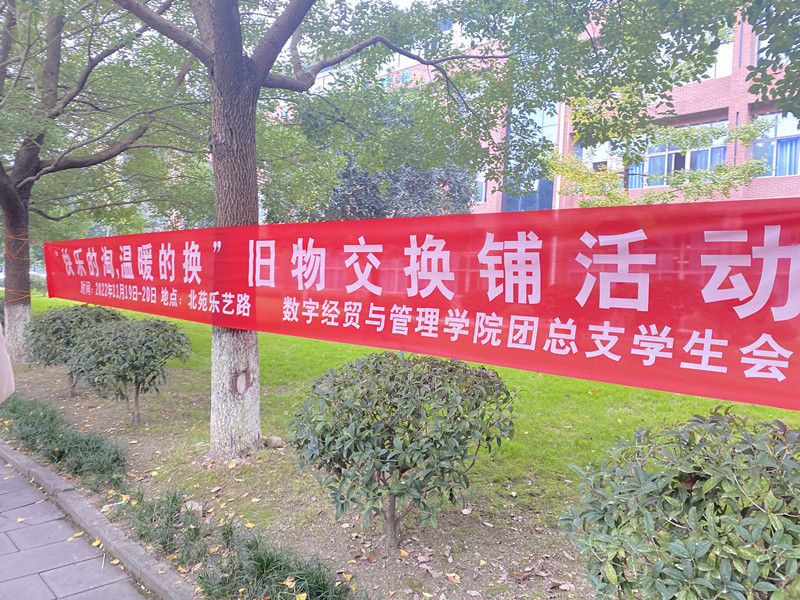 “快乐的淘,温暖的换”旧物交换铺活动
时间：2022年11月19日-20日 地点：北苑乐艺路 数字经贸与管理学院团总支学生会